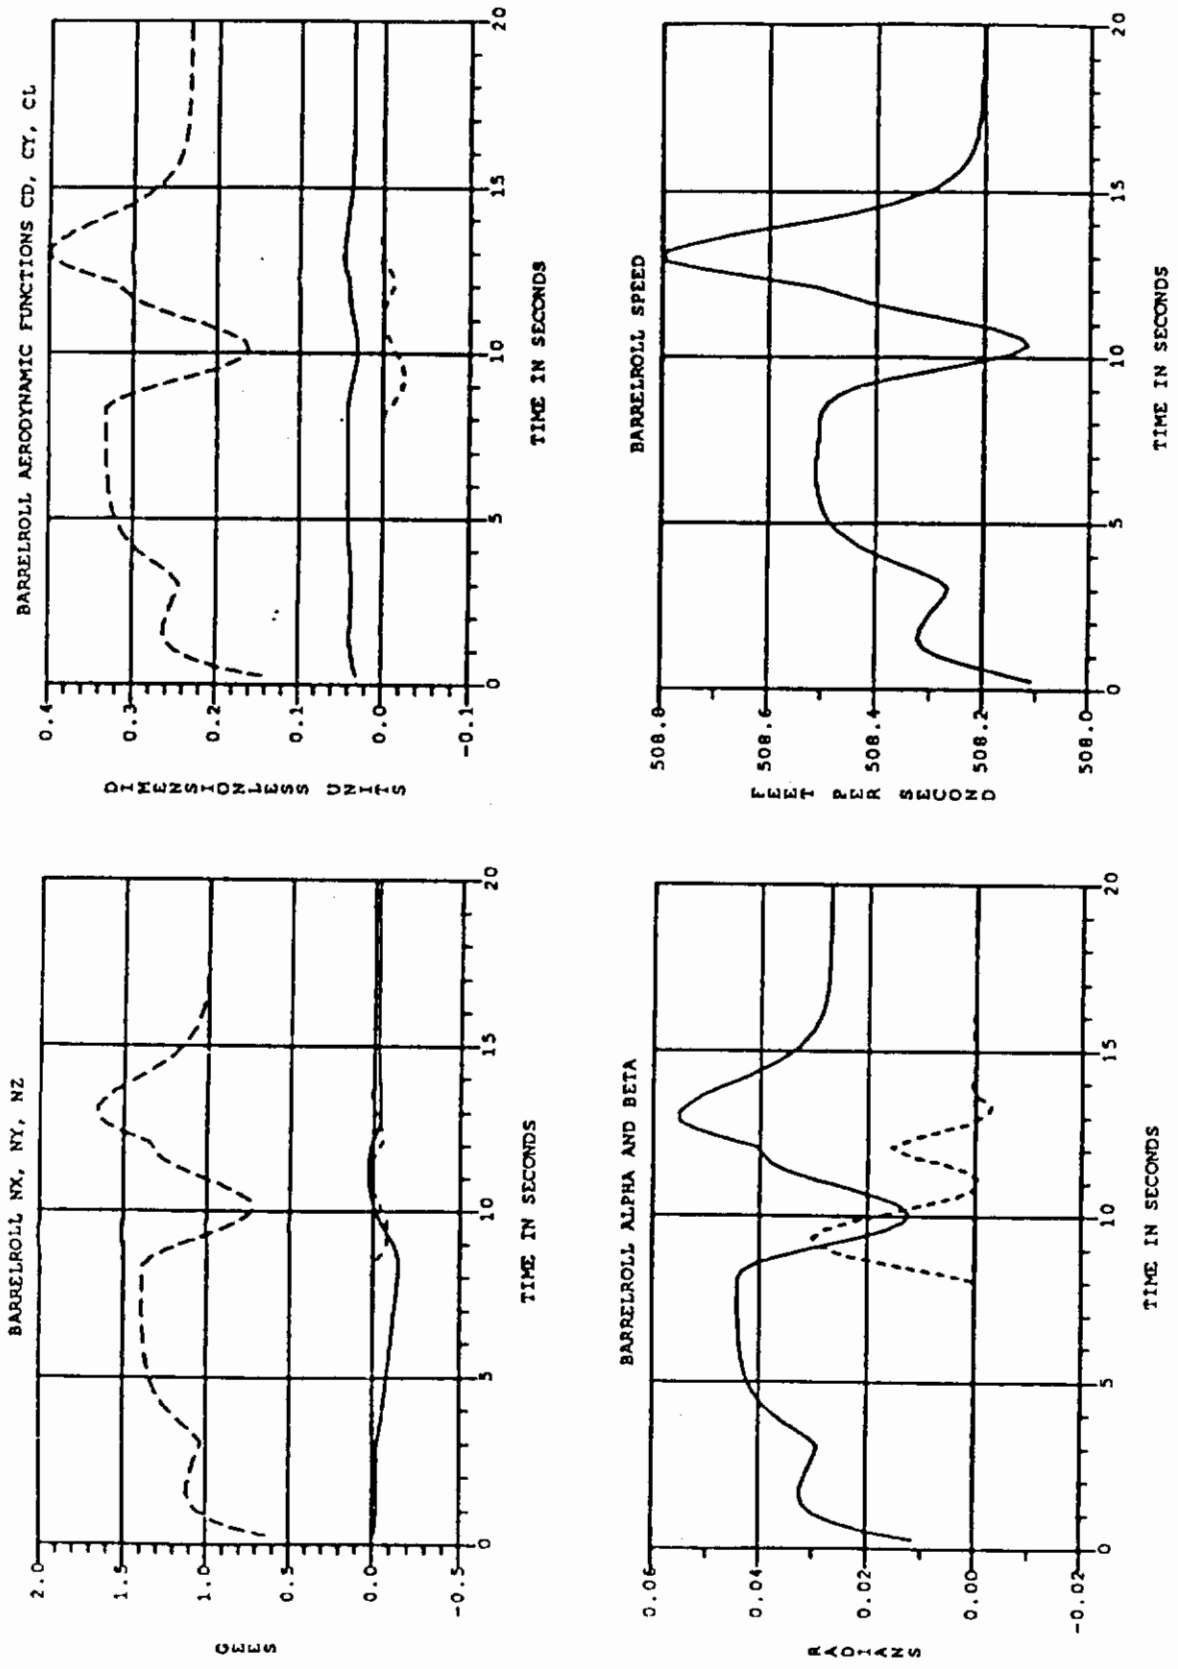 BARRELROLL NX, NY, NZ
GEES
2.0
1.5
1.0
0.5
0.0
-0.5
0 5 10 15 20
TIME IN SECONDS
BARRELROLL AERODYNAMIC FUNCTIONS CD, CY, CL
DIMENSIONLESS UNITS
0.4
0.3
0.2
0.1
0.0
-0.1
0 5 10 15 20
TIME IN SECONDS
BARRELROLL ALPHA AND BETA
RADIANS
0.06
0.04
0.02
0.00
-0.02
0 5 10 15 20
TIME IN SECONDS
BARRELROLL SPEED
FEET PER SECOND
508.8
508.6
508.4
508.2
508.0
0 5 10 15 20
TIME IN SECONDS